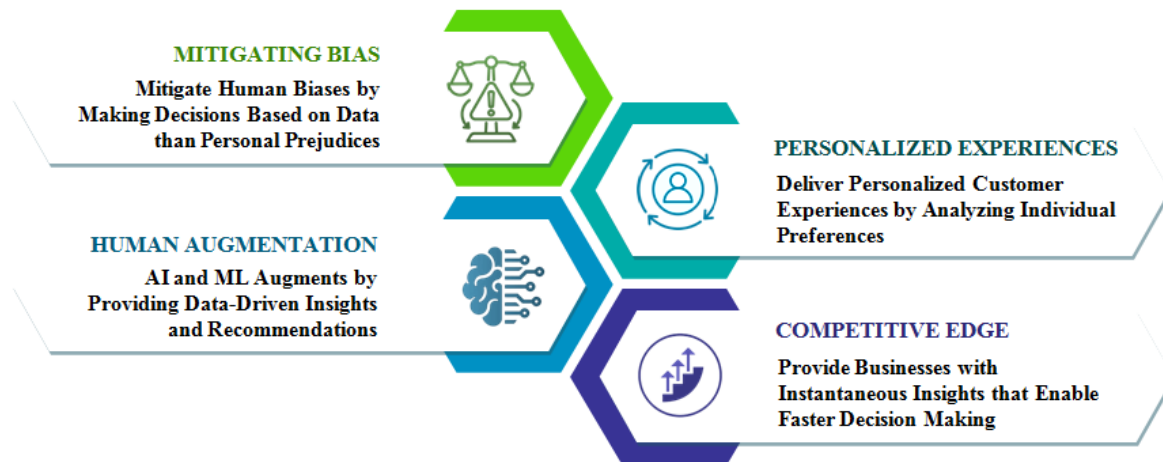 MITIGATING BIAS
Mitigate Human Biases by
Making Decisions Based on Data
than Personal Prejudices
PERSONALIZED EXPERIENCES
Deliver Personalized Customer
Experiences by Analyzing Individual
Preferences
HUMAN AUGMENTATION
AI and ML Augments by
Providing Data-Driven Insights
and Recommendations
COMPETITIVE EDGE
Provide Businesses with
Instantaneous Insights that Enable
Faster Decision Making